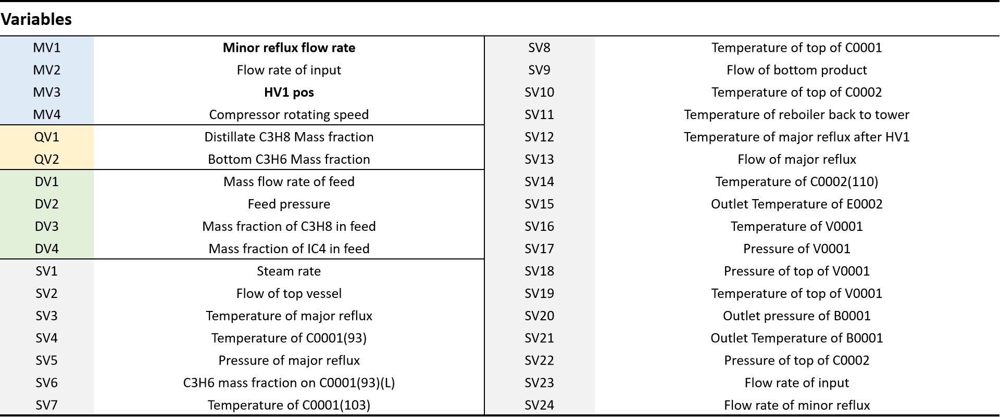 Variables
MV1 Minor reflux flow rate SV8 Temperature of top of C0001
MV2 Flow rate of input SV9 Flow of bottom product
MV3 HV1 pos SV10 Temperature of top of C0002
MV4 Compressor rotating speed SV11 Temperature of reboiler back to tower
QV1 Distillate C3H8 Mass fraction SV12 Temperature of major reflux after HV1
QV2 Bottom C3H6 Mass fraction SV13 Flow of major reflux
DV1 Mass flow rate of feed SV14 Temperature of C0002(110)
DV2 Feed pressure SV15 Outlet Temperature of E0002
DV3 Mass fraction of C3H8 in feed SV16 Temperature of V0001
DV4 Mass fraction of IC4 in feed SV17 Pressure of V0001
SV1 Steam rate SV18 Pressure of top of V0001
SV2 Flow of top vessel SV19 Temperature of top of V0001
SV3 Temperature of major reflux SV20 Outlet pressure of B0001
SV4 Temperature of C0001(93) SV21 Outlet Temperature of B0001
SV5 Pressure of major reflux SV22 Pressure of top of C0002
SV6 C3H6 mass fraction on C0001(93)(L) SV23 Flow rate of input
SV7 Temperature of C0001(103) SV24 Flow rate of minor reflux